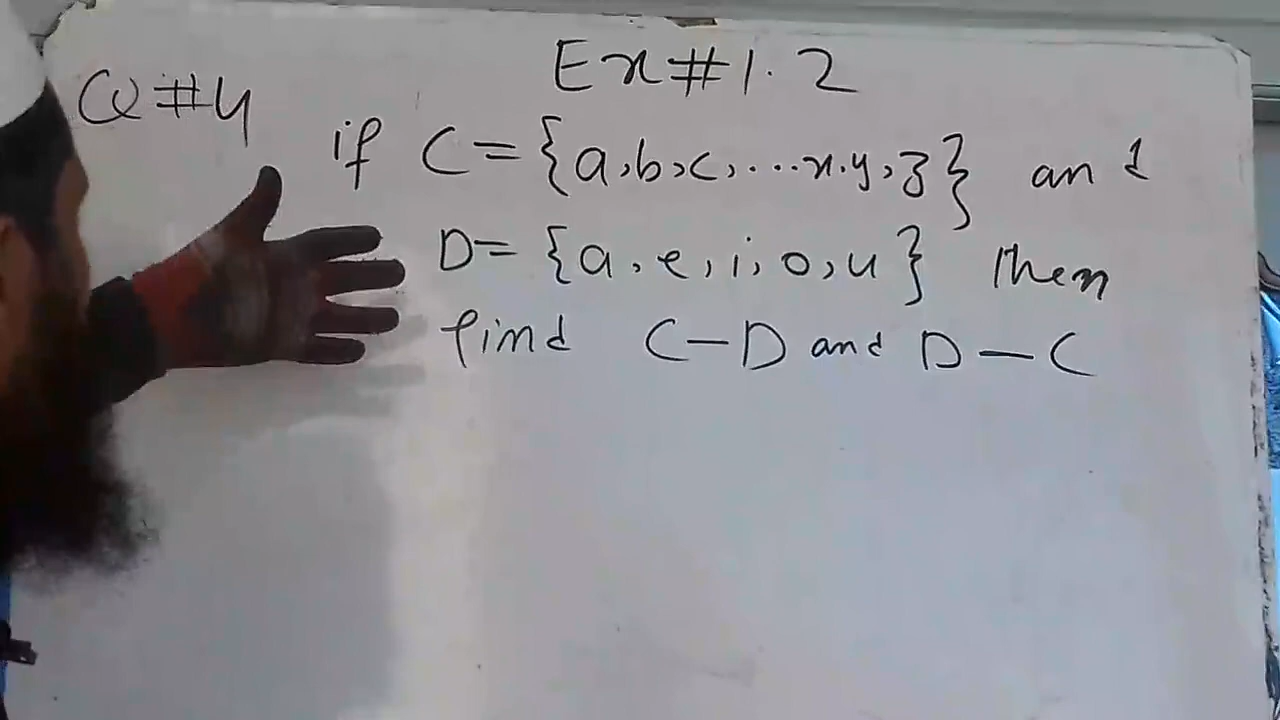 Ex#1.2
Q#4
if C={a,b,c,...x.y,z} and
D={a,e,i,o,u} then
find C-D and D-C